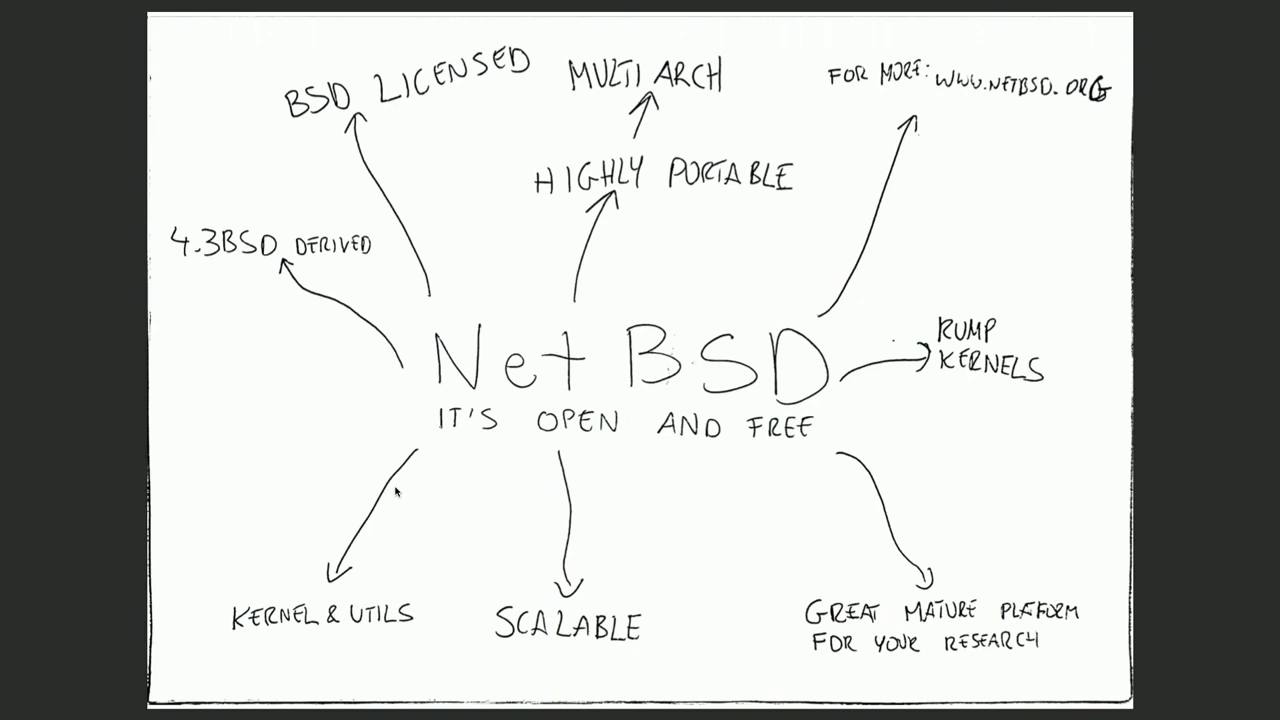 BSD LICENSED
MULTI ARCH
FOR MORE: WWW.NETBSD.ORG
HIGHLY PORTABLE
4.3BSD DERIVED
NetBSD
IT'S OPEN AND FREE
RUMP
KERNELS
KERNEL & UTILS
SCALABLE
GREAT MATURE PLATFORM
FOR YOUR RESEARCH